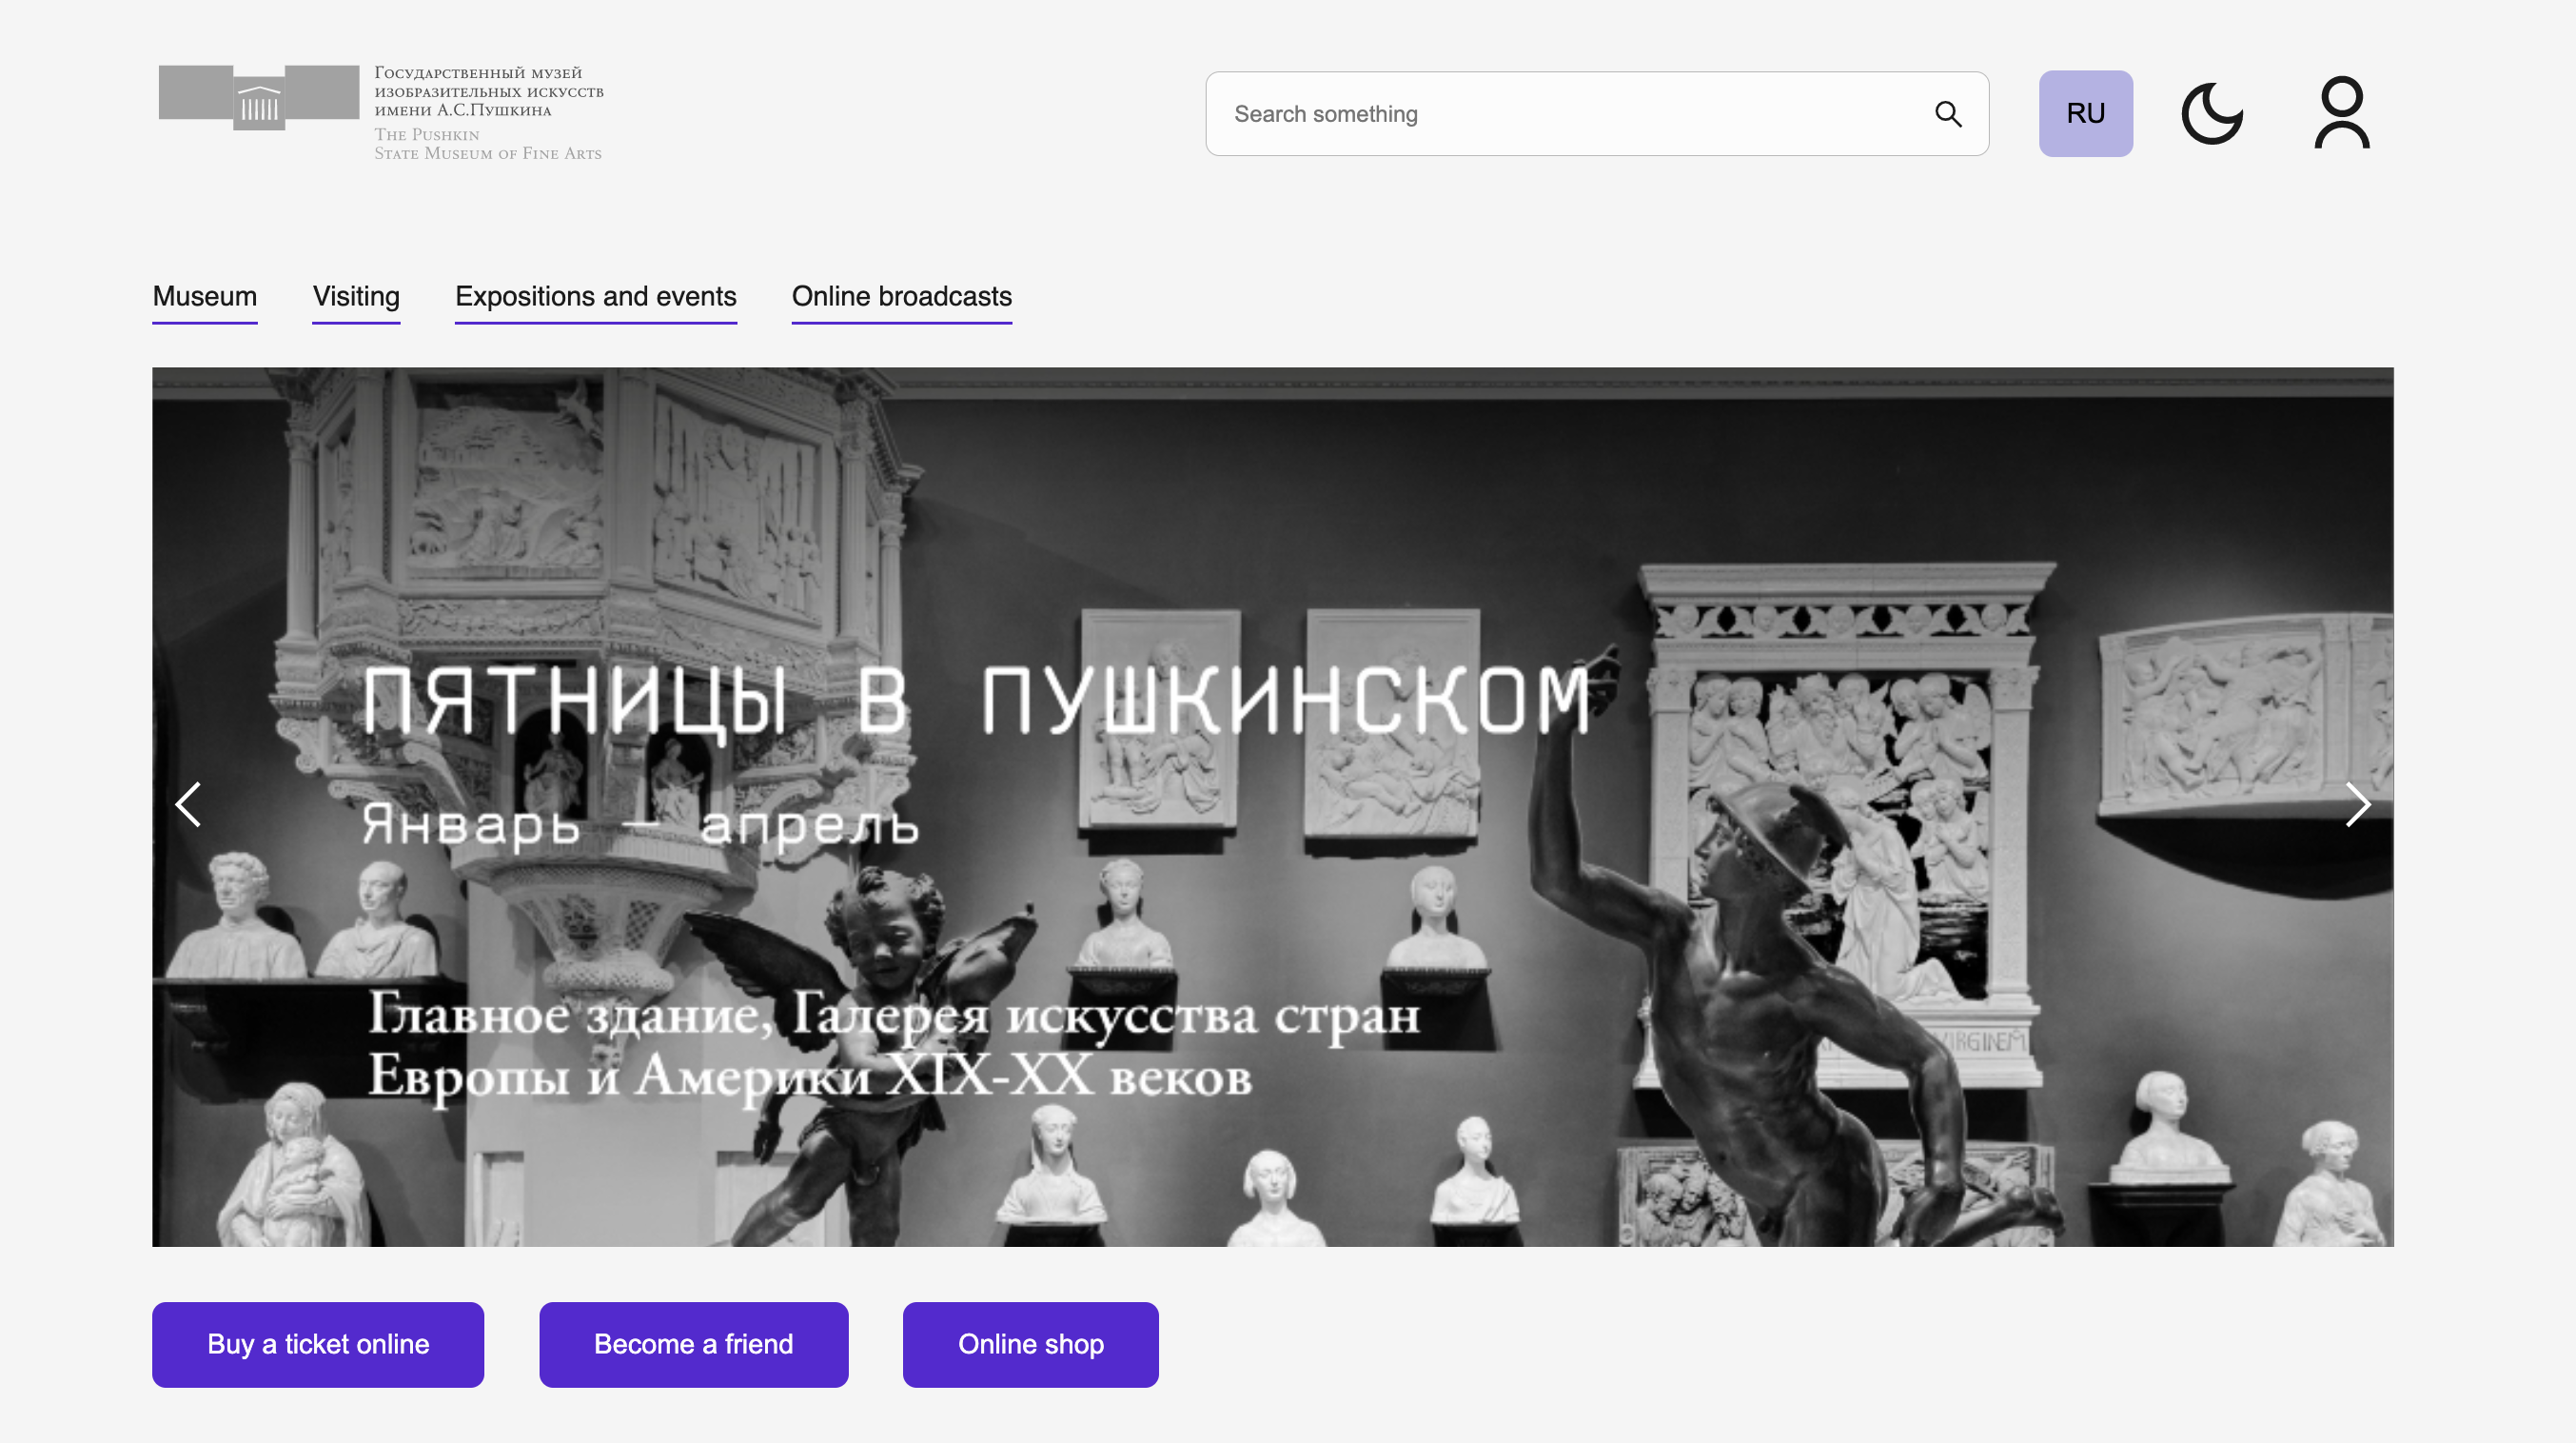 Государственный музей
изобразительных искусств
имени А.С.Пушкина
The Pushkin
State Museum of Fine Arts
Search something
RU
Museum Visiting Expositions and events Online broadcasts
ПЯТНИЦЫ В ПУШКИНСКОМ
Январь – апрель
Главное здание, Галерея искусства стран
Европы и Америки XIX-XX веков
VIRGINEM
Buy a ticket online Become a friend Online shop